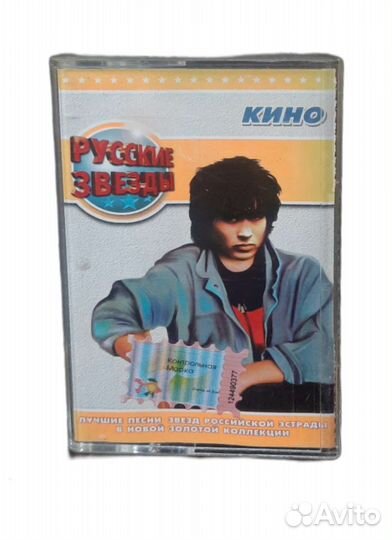 КИНО
РУССКИЕ
ЗВЕЗДЫ
Контрольная
Марка
124490377
ЛУЧШИЕ ПЕСНИ ЗВЕЗД РОССИЙСКОЙ ЭСТРАДЫ
В НОВОЙ ЗОЛОТОЙ КОЛЛЕКЦИИ
Avito